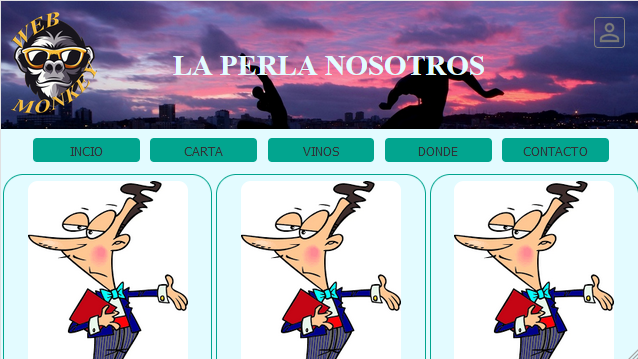 WEB
MONKEY
LA PERLA NOSOTROS
INCIO
CARTA
VINOS
DONDE
CONTACTO